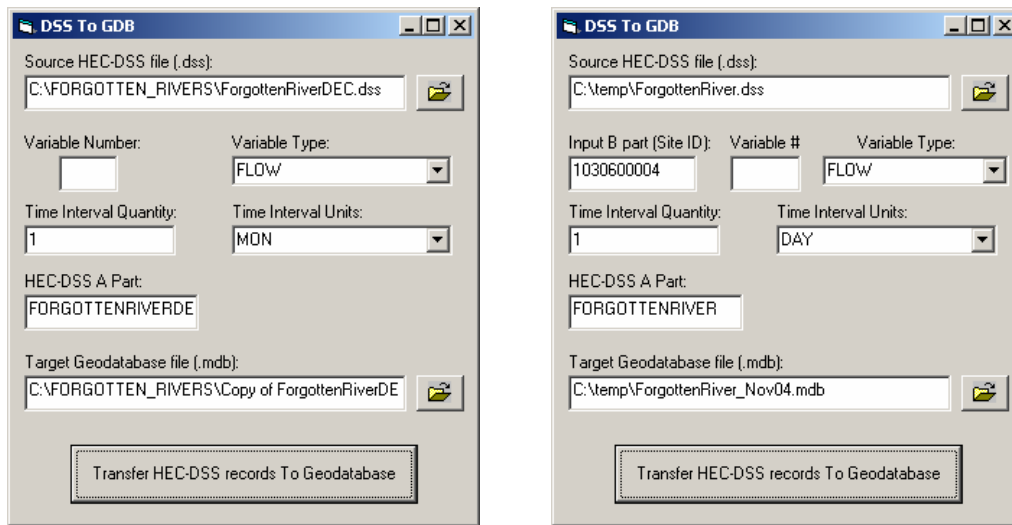 DSS To GDB
Source HEC-DSS file (.dss):
C:\FORGOTTEN_RIVERS\ForgottenRiverDEC.dss
Variable Number: Variable Type:
FLOW
Time Interval Quantity: Time Interval Units:
1 MON
HEC-DSS A Part:
FORGOTTENRIVERDE
Target Geodatabase file (.mdb):
C:\FORGOTTEN_RIVERS\Copy of ForgottenRiverDE
Transfer HEC-DSS records To Geodatabase
DSS To GDB
Source HEC-DSS file (.dss):
C:\temp\ForgottenRiver.dss
Input B part (Site ID): Variable # Variable Type:
1030600004 FLOW
Time Interval Quantity: Time Interval Units:
1 DAY
HEC-DSS A Part:
FORGOTTENRIVER
Target Geodatabase file (.mdb):
C:\temp\ForgottenRiver_Nov04.mdb
Transfer HEC-DSS records To Geodatabase